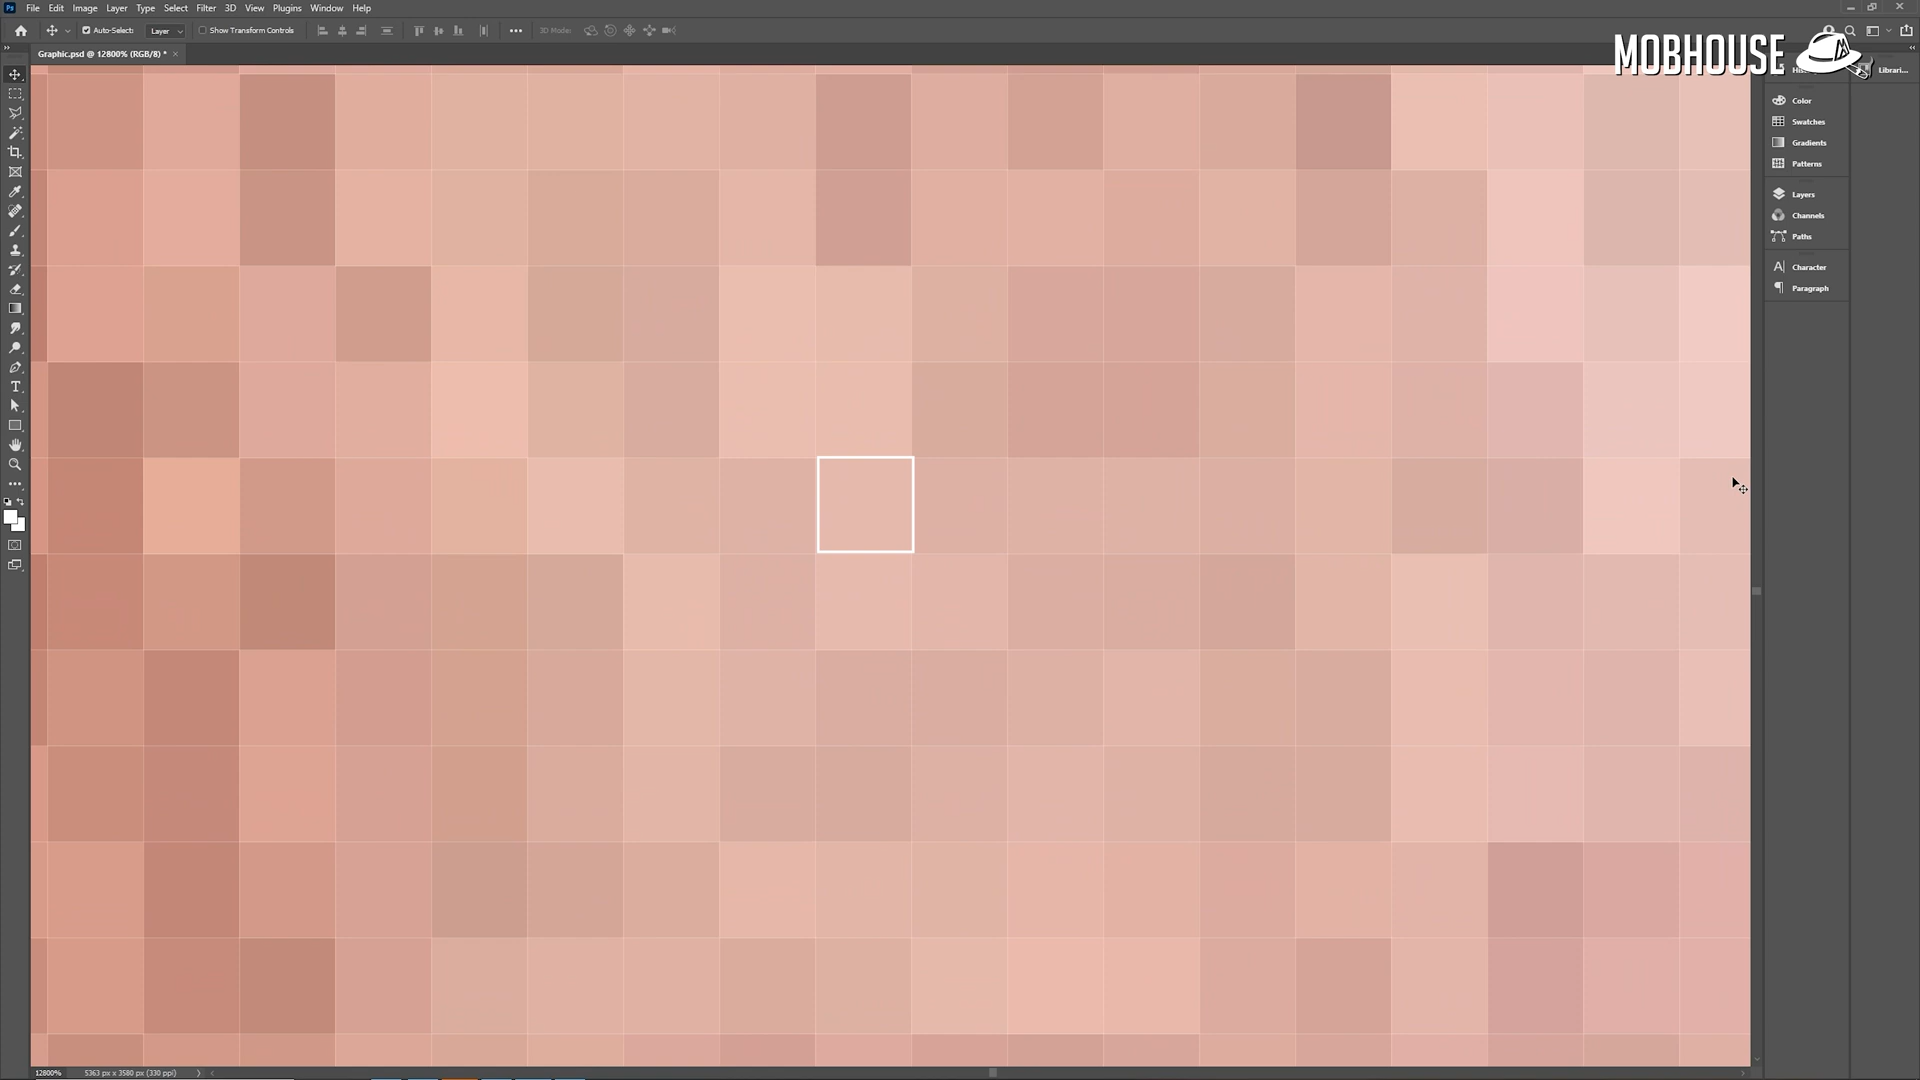 Ps File Edit Image Layer Type Select Filter 3D View Plugins Window Help
Auto-Select: Layer Show Transform Controls 3D Mode:
MOBHOUSE
Graphic.psd @ 12800% (RGB/8) * ×
Librari...
Color
Swatches
Gradients
Patterns
Layers
Channels
Paths
Character
Paragraph
12800% 5363 px x 3580 px (330 ppi)